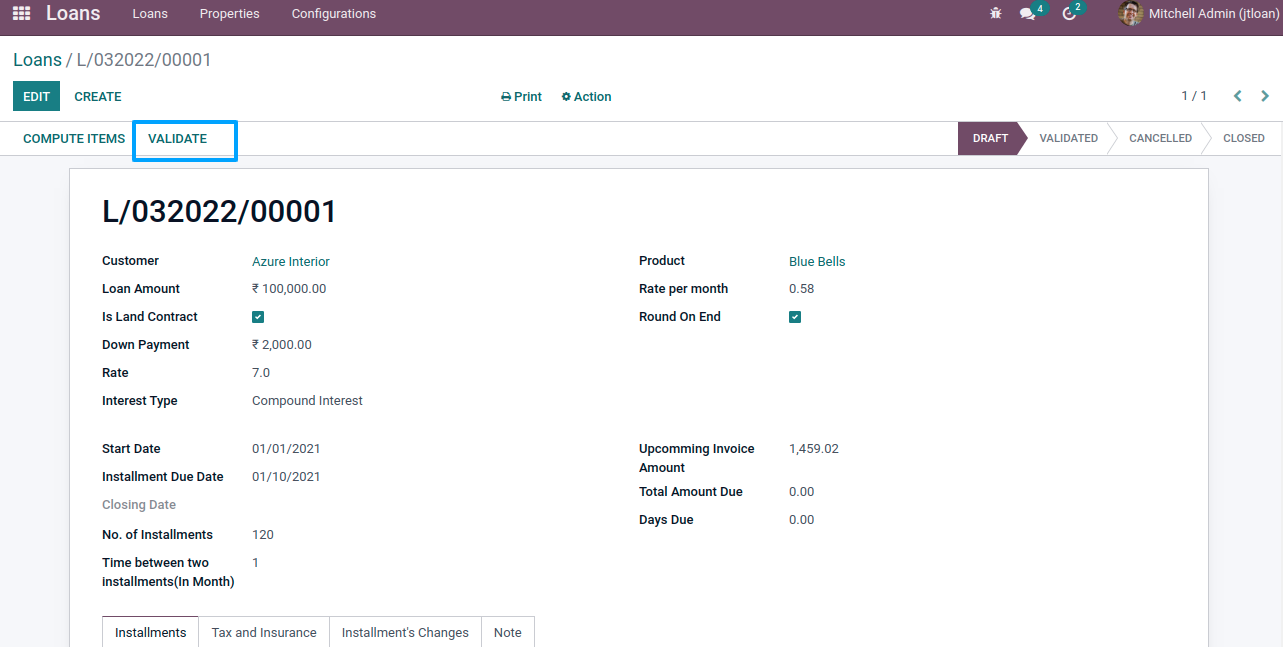 Loans Loans Properties Configurations 4 2 Mitchell Admin (jtloan)
Loans / L/032022/00001
EDIT CREATE Print Action 1 / 1
COMPUTE ITEMS VALIDATE DRAFT VALIDATED CANCELLED CLOSED
L/032022/00001
Customer Azure Interior Product Blue Bells
Loan Amount ₹ 100,000.00 Rate per month 0.58
Is Land Contract Round On End
Down Payment ₹ 2,000.00
Rate 7.0
Interest Type Compound Interest
Start Date 01/01/2021 Upcomming Invoice 1,459.02
Amount
Installment Due Date 01/10/2021 Total Amount Due 0.00
Closing Date
Days Due 0.00
No. of Installments 120
Time between two 1
installments(In Month)
Installments Tax and Insurance Installment's Changes Note